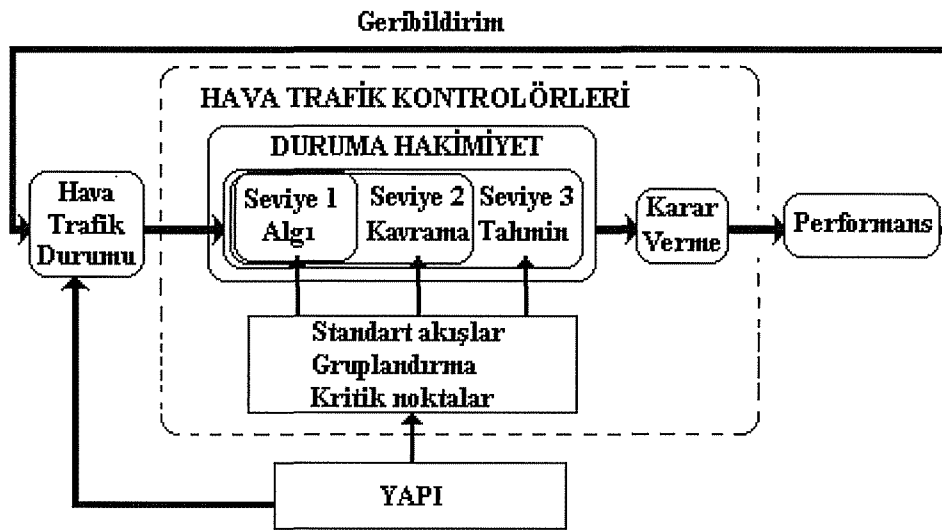 Geribildirim
HAVA TRAFİK KONTROLÖRLERİ
DURUMA HAKİMİYET
Hava
Trafik
Durumu
Seviye 1
Algı
Seviye 2
Kavrama
Seviye 3
Tahmin
Karar
Verme
Performans
Standart akışlar
Gruplandırma
Kritik noktalar
YAPI